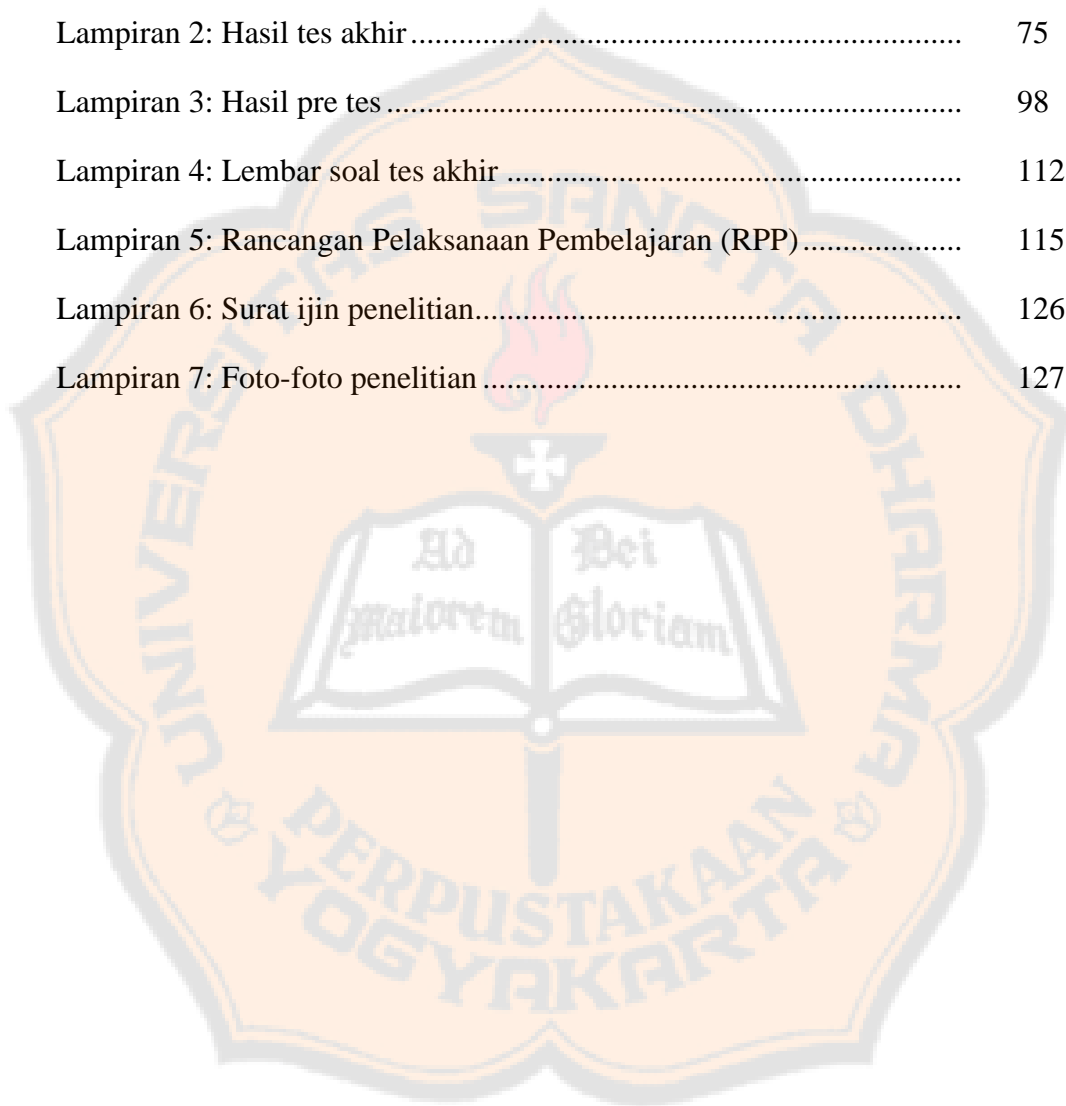 Lampiran 2: Hasil tes akhir ..................................................................... 75
Lampiran 3: Hasil pre tes ........................................................................ 98
Lampiran 4: Lembar soal tes akhir ......................................................... 112
Lampiran 5: Rancangan Pelaksanaan Pembelajaran (RPP) .................... 115
Lampiran 6: Surat ijin penelitian ............................................................. 126
Lampiran 7: Foto-foto penelitian ............................................................ 127
UNIVERSITAS SANATA DHARMA
Ad Dei
Maiorem Gloriam
PERPUSTAKAAN
YOGYAKARTA